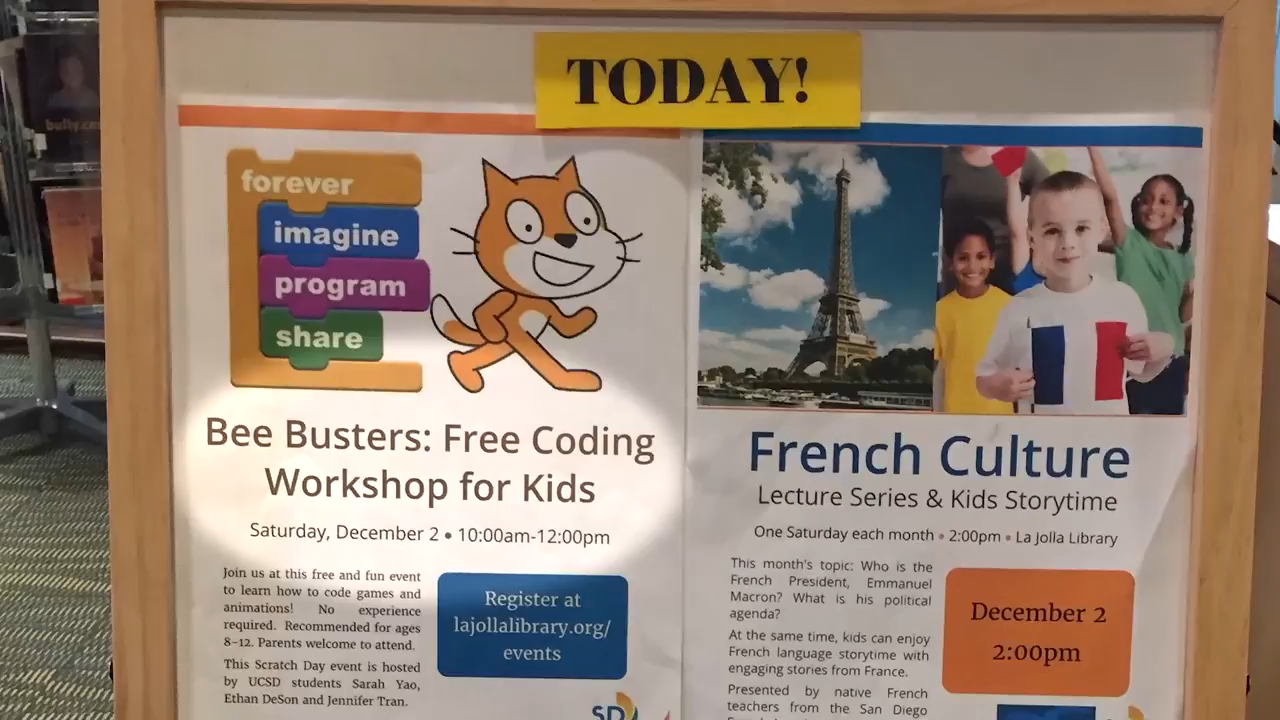 TODAY!
forever
imagine
program
share
Bee Busters: Free Coding
Workshop for Kids
Saturday, December 2 • 10:00am-12:00pm
Join us at this free and fun event
to learn how to code games and
animations! No experience
required. Recommended for ages
8-12. Parents welcome to attend.
This Scratch Day event is hosted
by UCSD students Sarah Yao,
Ethan DeSon and Jennifer Tran.
Register at
lajollalibrary.org/
events
SD
French Culture
Lecture Series & Kids Storytime
One Saturday each month • 2:00pm • La Jolla Library
This month's topic: Who is the
French President, Emmanuel
Macron? What is his political
agenda?
At the same time, kids can enjoy
French language storytime with
engaging stories from France.
Presented by native French
teachers from the San Diego
December 2
2:00pm